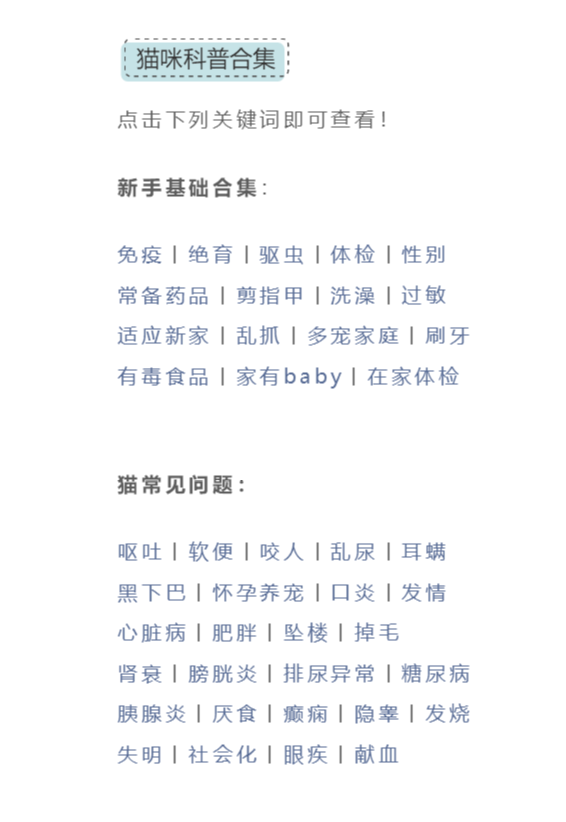 猫咪科普合集
点击下列关键词即可查看!
新手基础合集:
免疫 | 绝育 | 驱虫 | 体检 | 性别
常备药品 | 剪指甲 | 洗澡 | 过敏
适应新家 | 乱抓 | 多宠家庭 | 刷牙
有毒食品 | 家有baby | 在家体检
猫常见问题:
呕吐 | 软便 | 咬人 | 乱尿 | 耳螨
黑下巴 | 怀孕养宠 | 口炎 | 发情
心脏病 | 肥胖 | 坠楼 | 掉毛
肾衰 | 膀胱炎 | 排尿异常 | 糖尿病
胰腺炎 | 厌食 | 癫痫 | 隐睾 | 发烧
失明 | 社会化 | 眼疾 | 献血